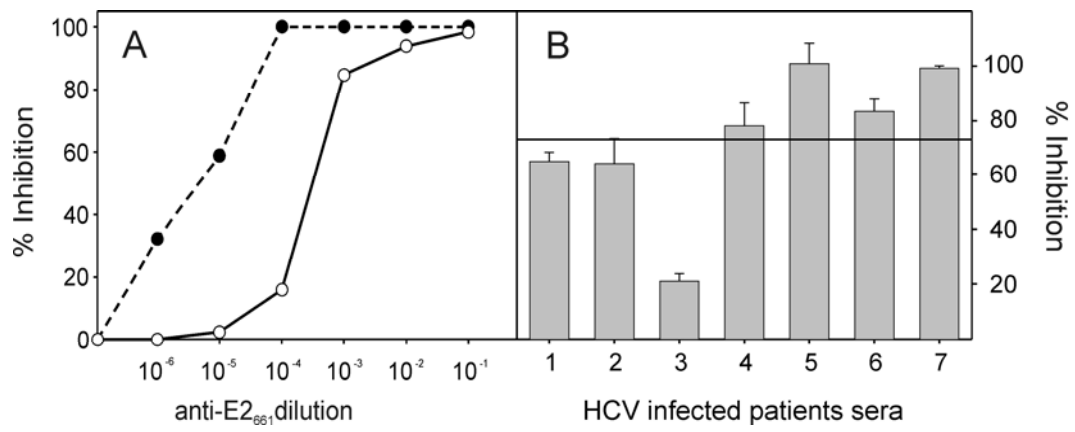 A
% Inhibition
100
80
60
40
20
0
10⁻⁶ 10⁻⁵ 10⁻⁴ 10⁻³ 10⁻² 10⁻¹
anti-E2₆₆₁dilution
B
100
80
60
40
20
% Inhibition
1 2 3 4 5 6 7
HCV infected patients sera